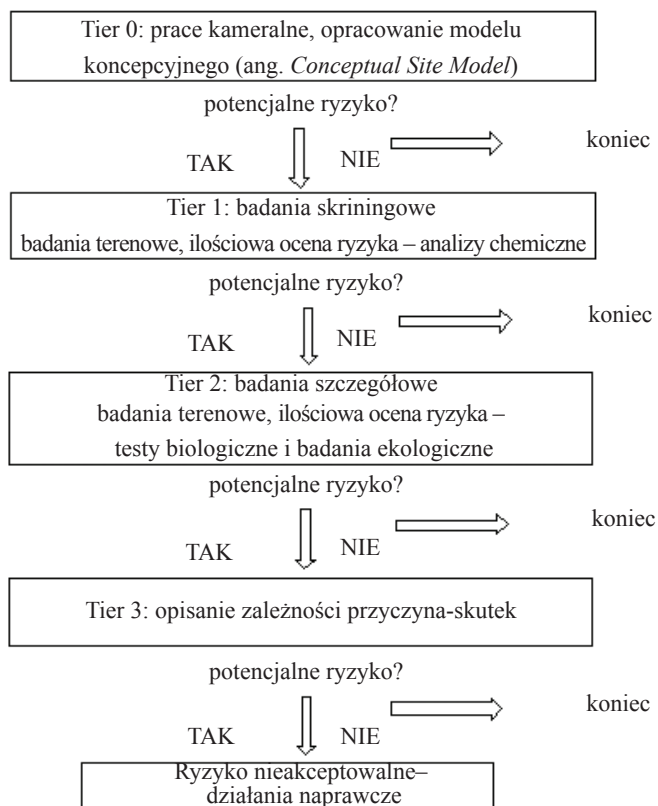 Tier 0: prace kameralne, opracowanie modelu
koncepcyjnego (ang. Conceptual Site Model)
potencjalne ryzyko?
TAK NIE koniec
Tier 1: badania skriningowe
badania terenowe, ilościowa ocena ryzyka – analizy chemiczne
potencjalne ryzyko?
TAK NIE koniec
Tier 2: badania szczegółowe
badania terenowe, ilościowa ocena ryzyka –
testy biologiczne i badania ekologiczne
potencjalne ryzyko?
TAK NIE koniec
Tier 3: opisanie zależności przyczyna-skutek
potencjalne ryzyko?
TAK NIE koniec
Ryzyko nieakceptowalne–
działania naprawcze